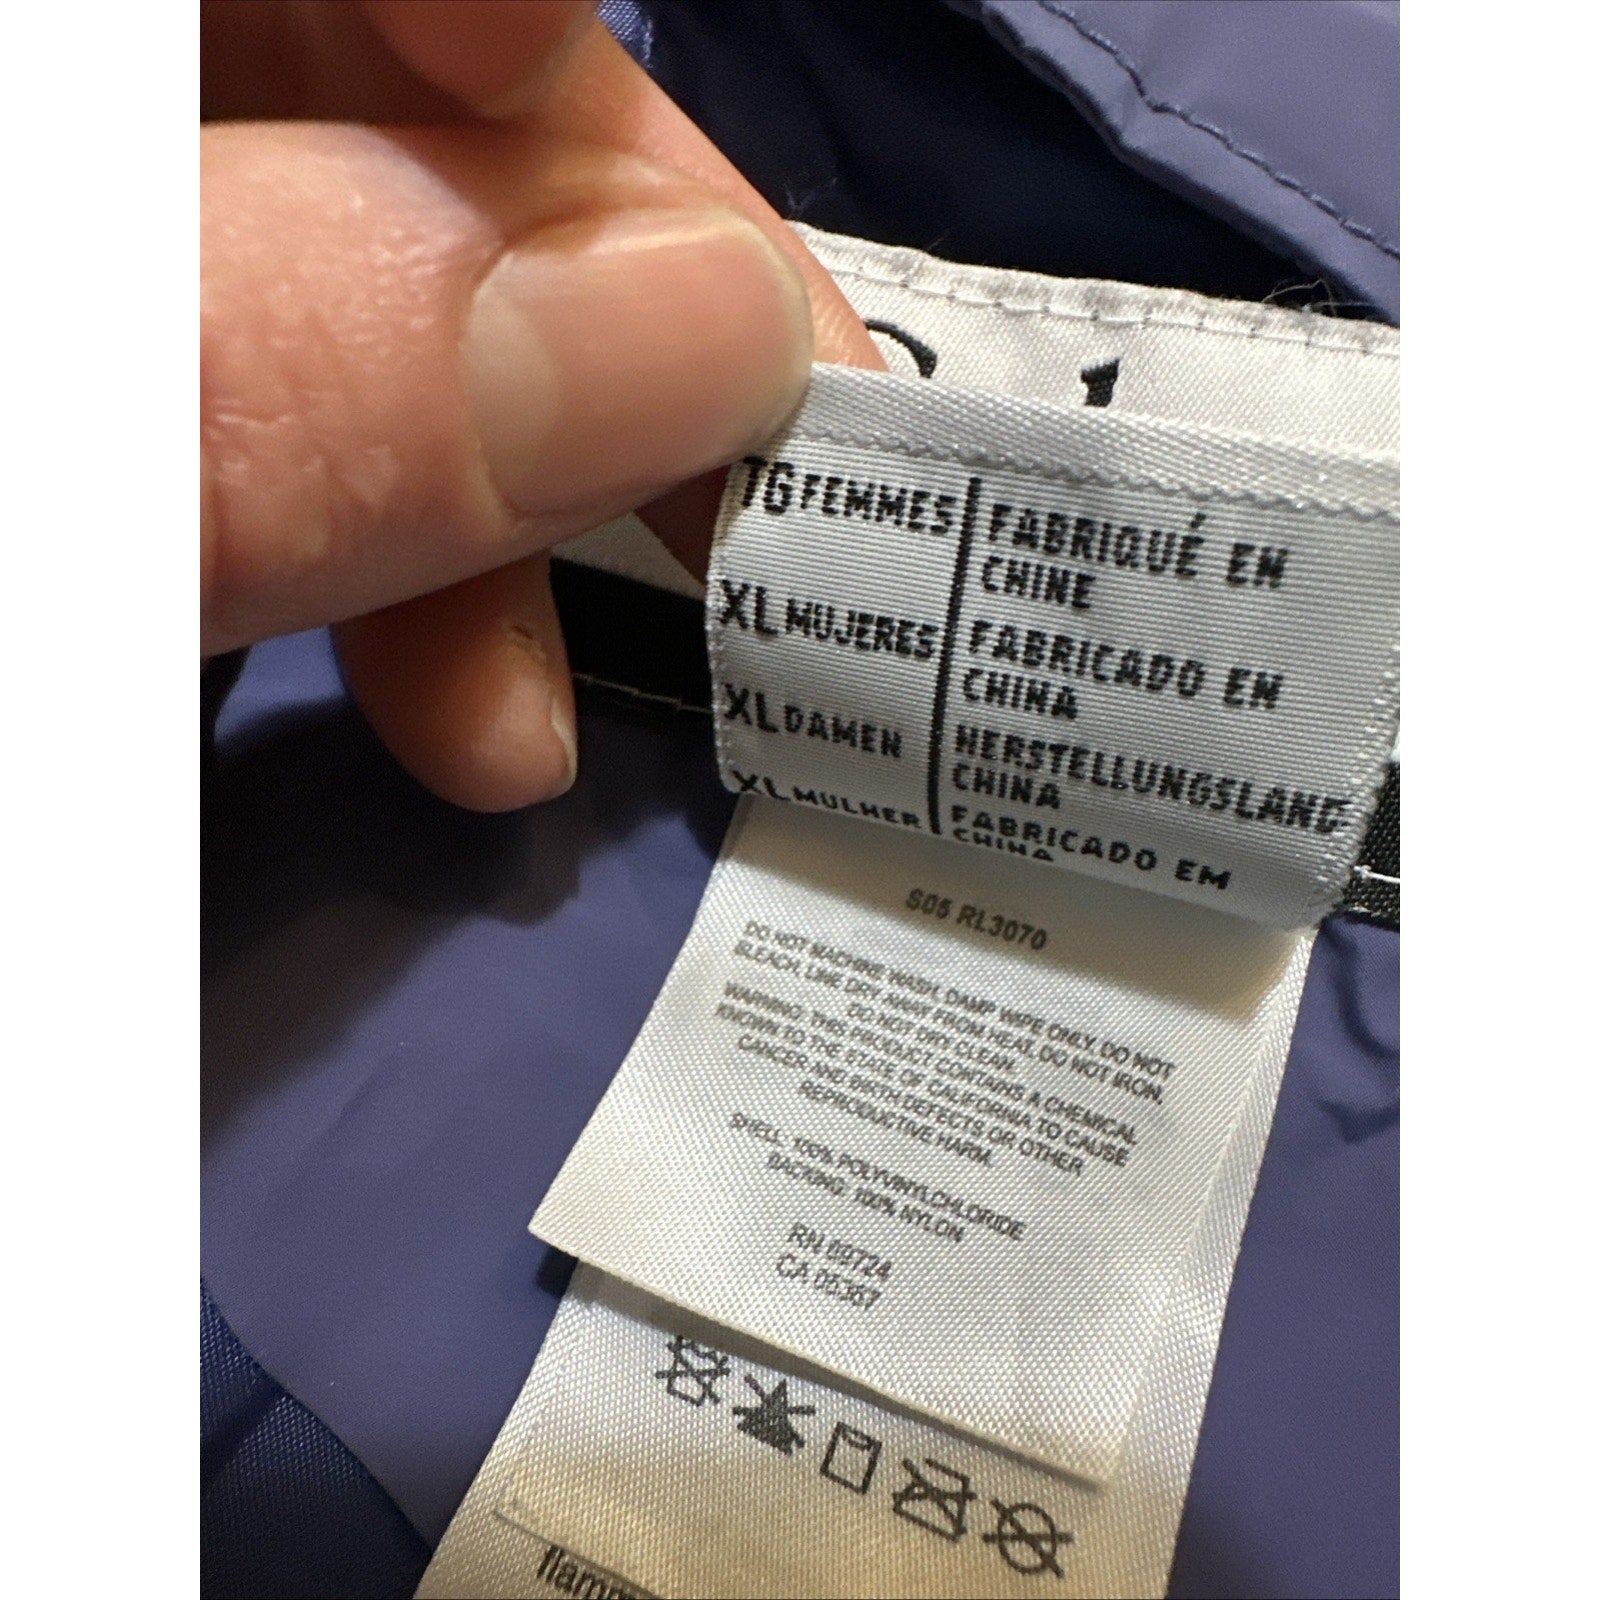 TG FEMMES
XL MUJERES
XL DAMEN
XL MULHER
FABRIQUÉ EN
CHINE
FABRICADO EN
CHINA
HERSTELLUNGSLAND
CHINA
FABRICADO EM
CHINA
S05 RL3070
DO NOT MACHINE WASH. DAMP WIPE ONLY. DO NOT
BLEACH. LINE DRY AWAY FROM HEAT. DO NOT IRON.
DO NOT DRY CLEAN.
WARNING: THIS PRODUCT CONTAINS A CHEMICAL
KNOWN TO THE STATE OF CALIFORNIA TO CAUSE
CANCER AND BIRTH DEFECTS OR OTHER
REPRODUCTIVE HARM.
SHELL: 100% POLYVINYLCHLORIDE
BACKING: 100% NYLON
RN 89724
CA 05367